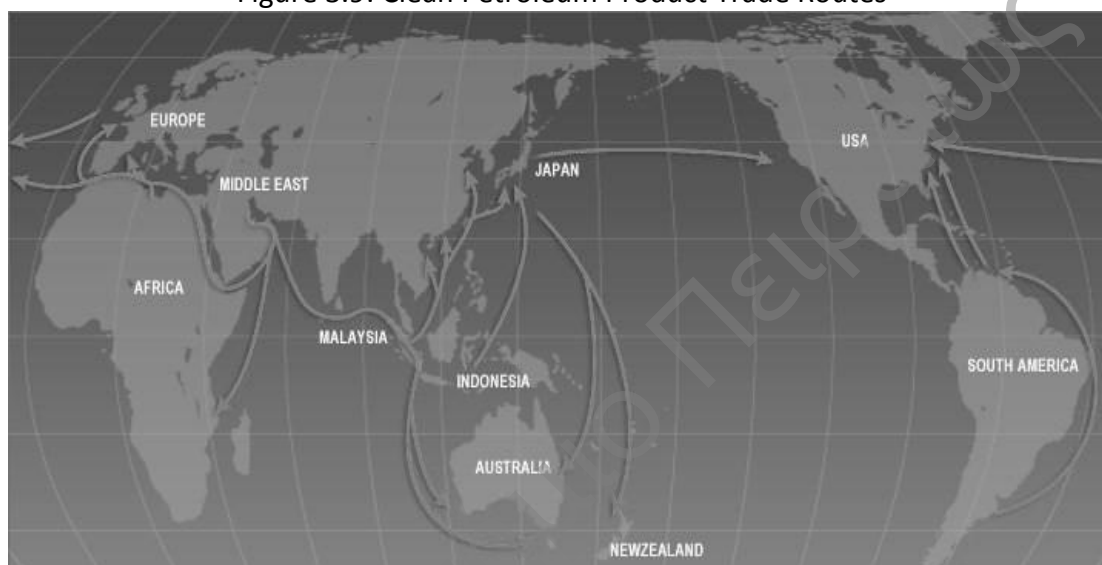 EUROPE
USA
JAPAN
MIDDLE EAST
AFRICA
MALAYSIA
SOUTH AMERICA
INDONESIA
AUSTRALIA
NEWZEALAND